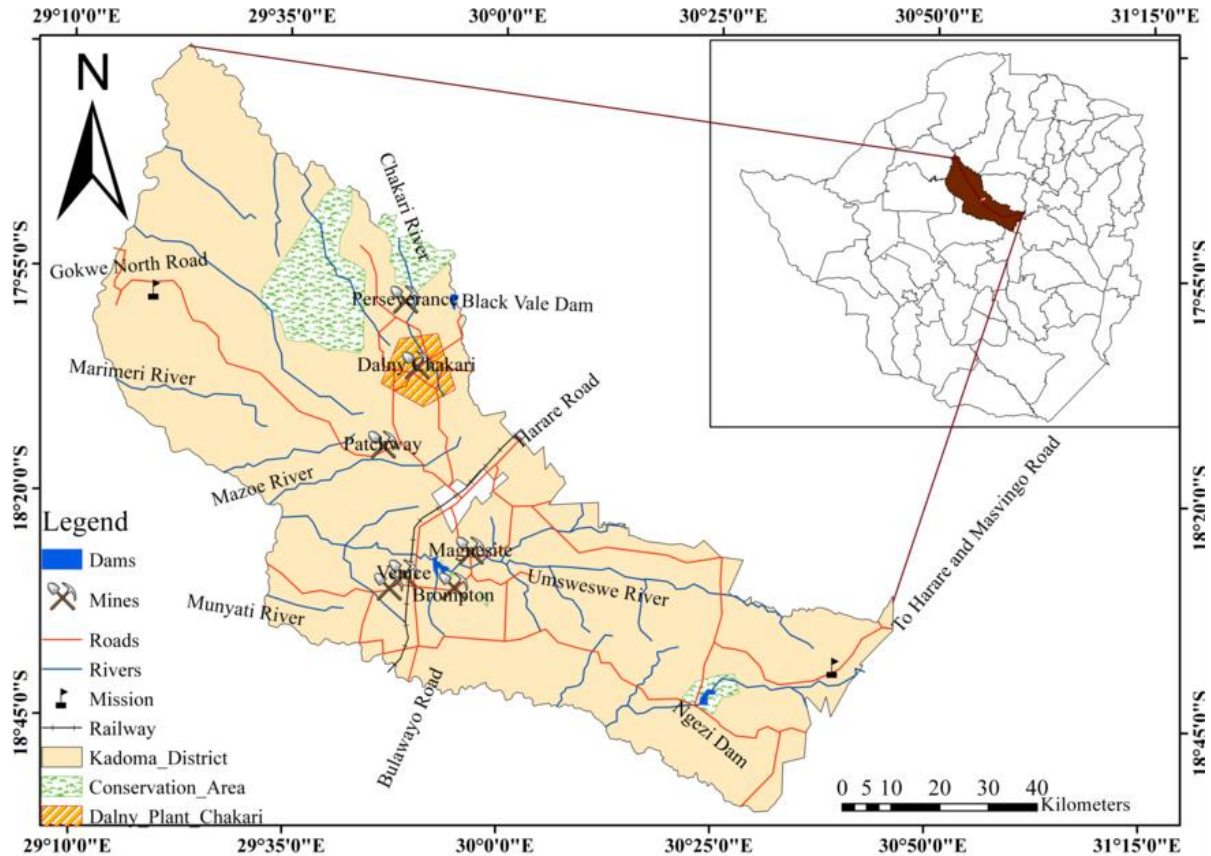 29°10'0"E 29°35'0"E 30°0'0"E 30°25'0"E 30°50'0"E 31°15'0"E
N
17°55'0"S
18°20'0"S
18°45'0"S
17°55'0"S
18°20'0"S
18°45'0"S
Chakari River
Gokwe North Road
Perseverance
Black Vale Dam
Dalny Chakari
Marimeri River
Harare Road
Patchway
Mazoe River
To Harare and Masvingo Road
Magnesite
Venice
Brompton
Umsweswe River
Munyati River
Bulawayo Road
Ngezi Dam
Legend
Dams
Mines
Roads
Rivers
Mission
Railway
Kadoma_District
Conservation_Area
Dalny_Plant_Chakari
0 5 10 20 30 40
Kilometers
29°10'0"E 29°35'0"E 30°0'0"E 30°25'0"E 30°50'0"E 31°15'0"E